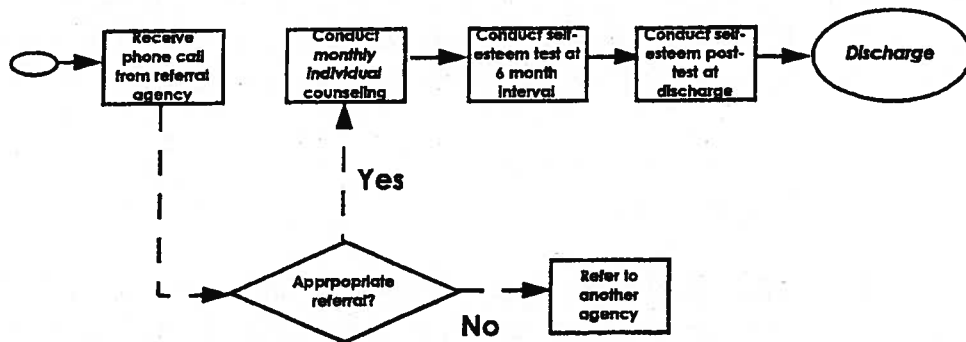 Receive
phone call
from referral
agency
Conduct
monthly
individual
counseling
Conduct self-
esteem test at
6 month
interval
Conduct self-
esteem post-
test at
discharge
Discharge
Yes
Apprpopriate
referral?
No
Refer to
another
agency